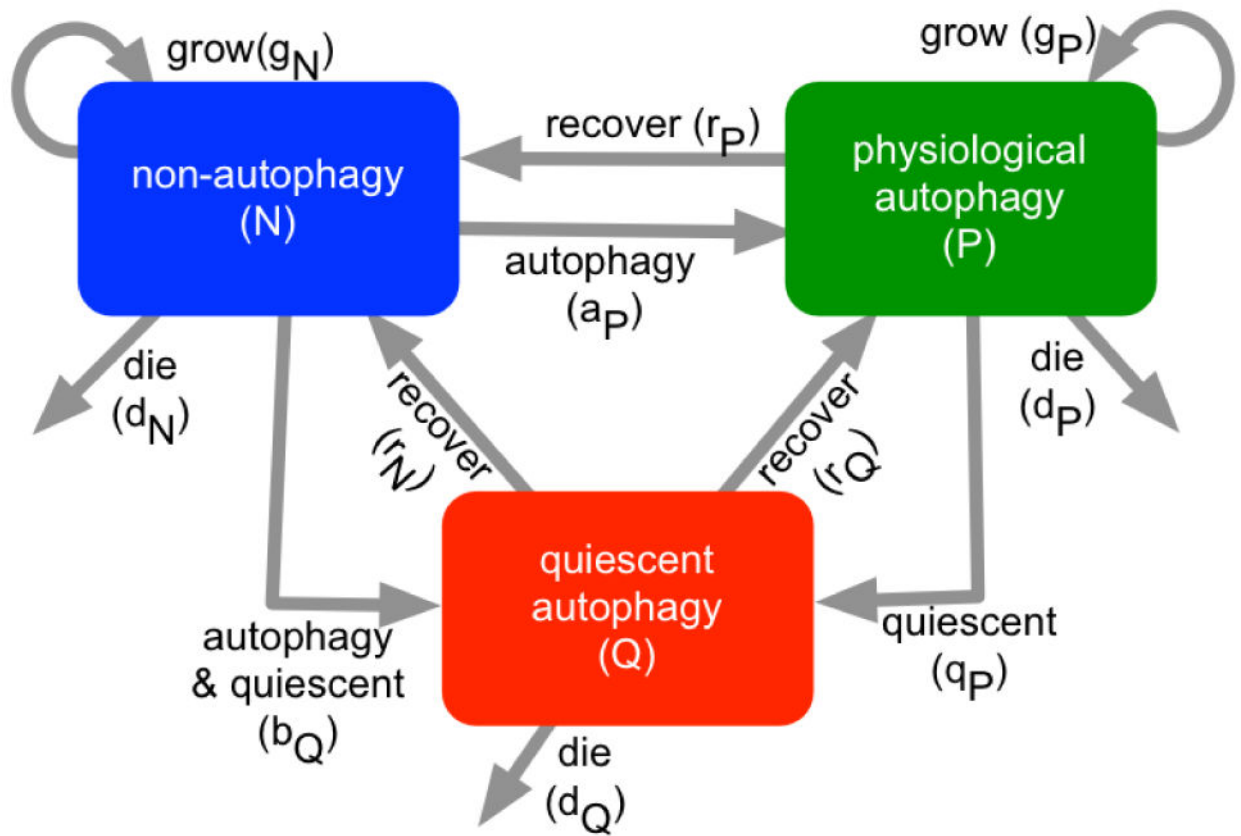 grow(gN)
grow (gP)
non-autophagy
(N)
recover (rP)
physiological
autophagy
(P)
autophagy
(aP)
die
(dN)
recover
(rN)
recover
(rQ)
die
(dP)
quiescent
autophagy
(Q)
autophagy
& quiescent
(bQ)
quiescent
(qP)
die
(dQ)